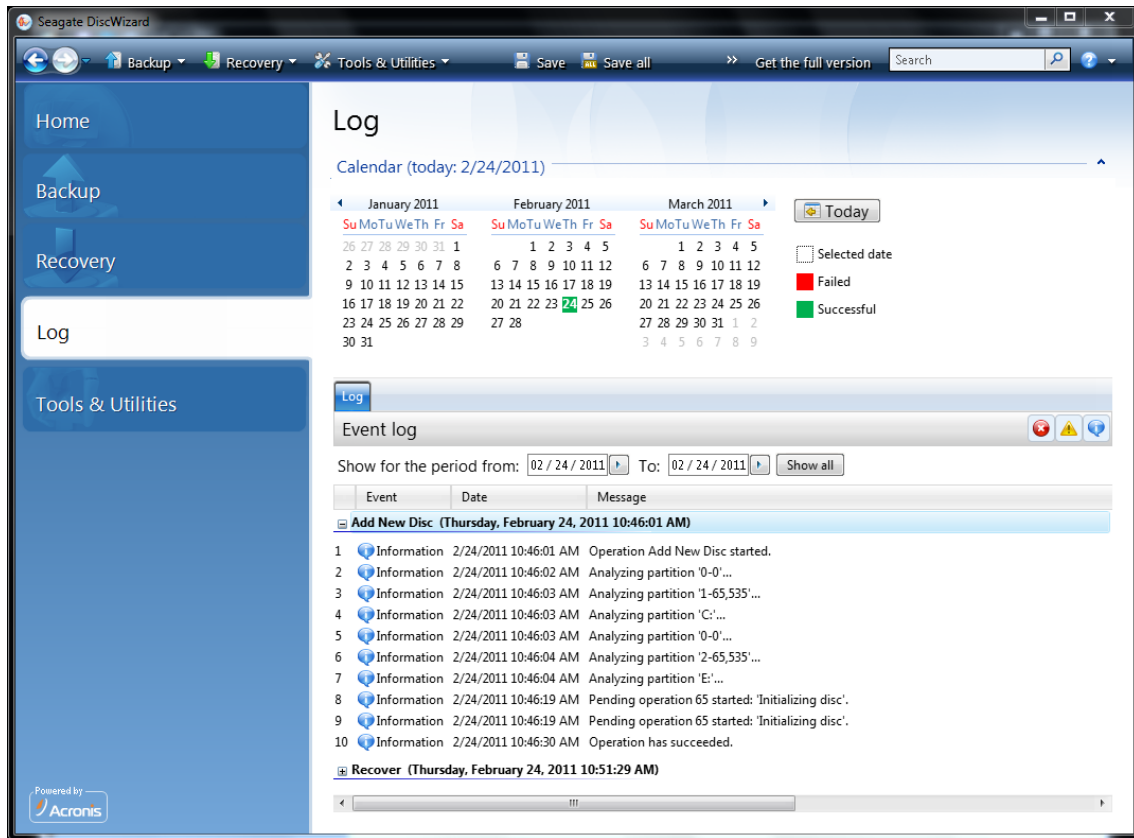 Seagate DiscWizard
Backup Recovery Tools & Utilities Save Save all Get the full version Search
Home
Backup
Recovery
Log
Tools & Utilities
Powered by
Acronis
Log
Calendar (today: 2/24/2011)
January 2011 February 2011 March 2011
Su Mo Tu We Th Fr Sa Su Mo Tu We Th Fr Sa Su Mo Tu We Th Fr Sa
26 27 28 29 30 31 1 1 2 3 4 5 1 2 3 4 5
2 3 4 5 6 7 8 6 7 8 9 10 11 12 6 7 8 9 10 11 12
9 10 11 12 13 14 15 13 14 15 16 17 18 19 13 14 15 16 17 18 19
16 17 18 19 20 21 22 20 21 22 23 24 25 26 20 21 22 23 24 25 26
23 24 25 26 27 28 29 27 28 27 28 29 30 31 1 2
30 31 3 4 5 6 7 8 9
Today
Selected date
Failed
Successful
Log
Event log
Show for the period from: 02 / 24 / 2011 To: 02 / 24 / 2011 Show all
Event Date Message
Add New Disc (Thursday, February 24, 2011 10:46:01 AM)
1 Information 2/24/2011 10:46:01 AM Operation Add New Disc started.
2 Information 2/24/2011 10:46:02 AM Analyzing partition '0-0'...
3 Information 2/24/2011 10:46:03 AM Analyzing partition '1-65,535'...
4 Information 2/24/2011 10:46:03 AM Analyzing partition 'C:'...
5 Information 2/24/2011 10:46:03 AM Analyzing partition '0-0'...
6 Information 2/24/2011 10:46:04 AM Analyzing partition '2-65,535'...
7 Information 2/24/2011 10:46:04 AM Analyzing partition 'E:'...
8 Information 2/24/2011 10:46:19 AM Pending operation 65 started: 'Initializing disc'.
9 Information 2/24/2011 10:46:19 AM Pending operation 65 started: 'Initializing disc'.
10 Information 2/24/2011 10:46:30 AM Operation has succeeded.
Recover (Thursday, February 24, 2011 10:51:29 AM)